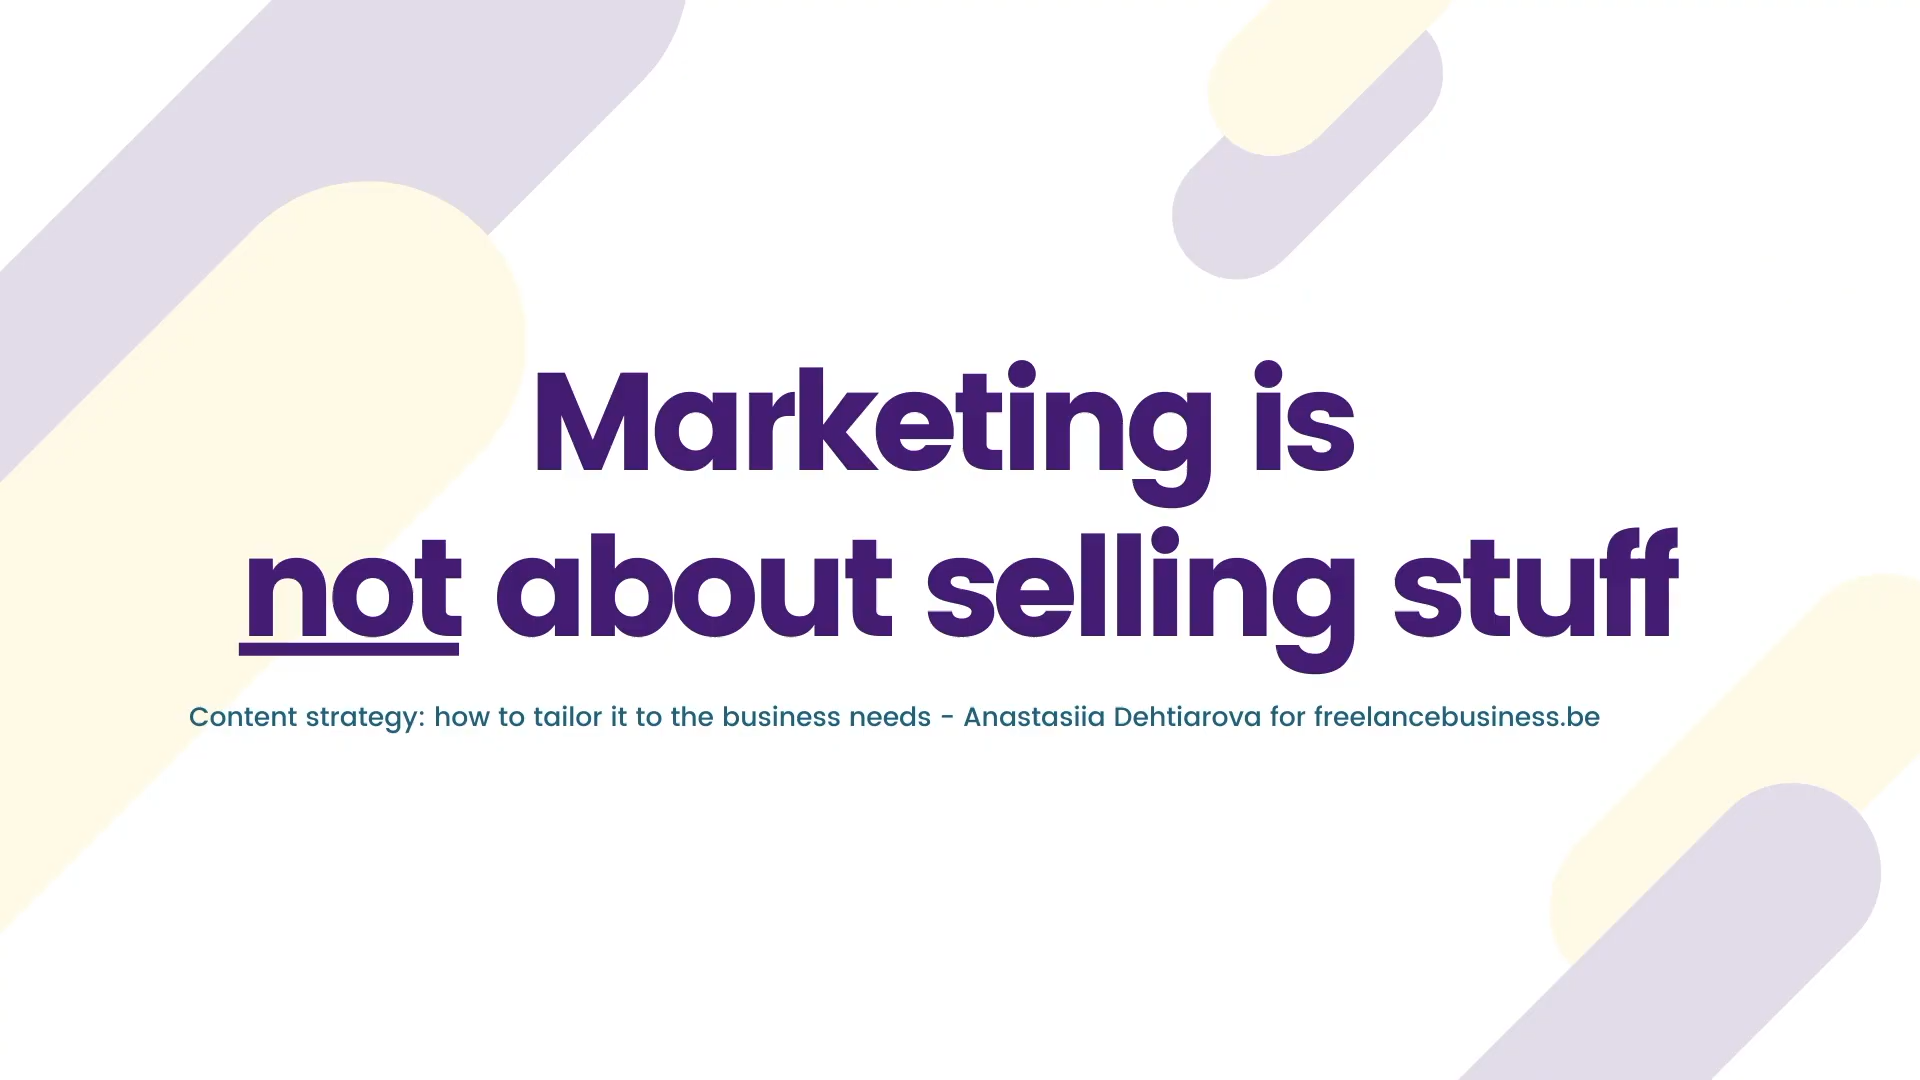 Marketing is
not about selling stuff
Content strategy: how to tailor it to the business needs - Anastasiia Dehtiarova for freelancebusiness.be